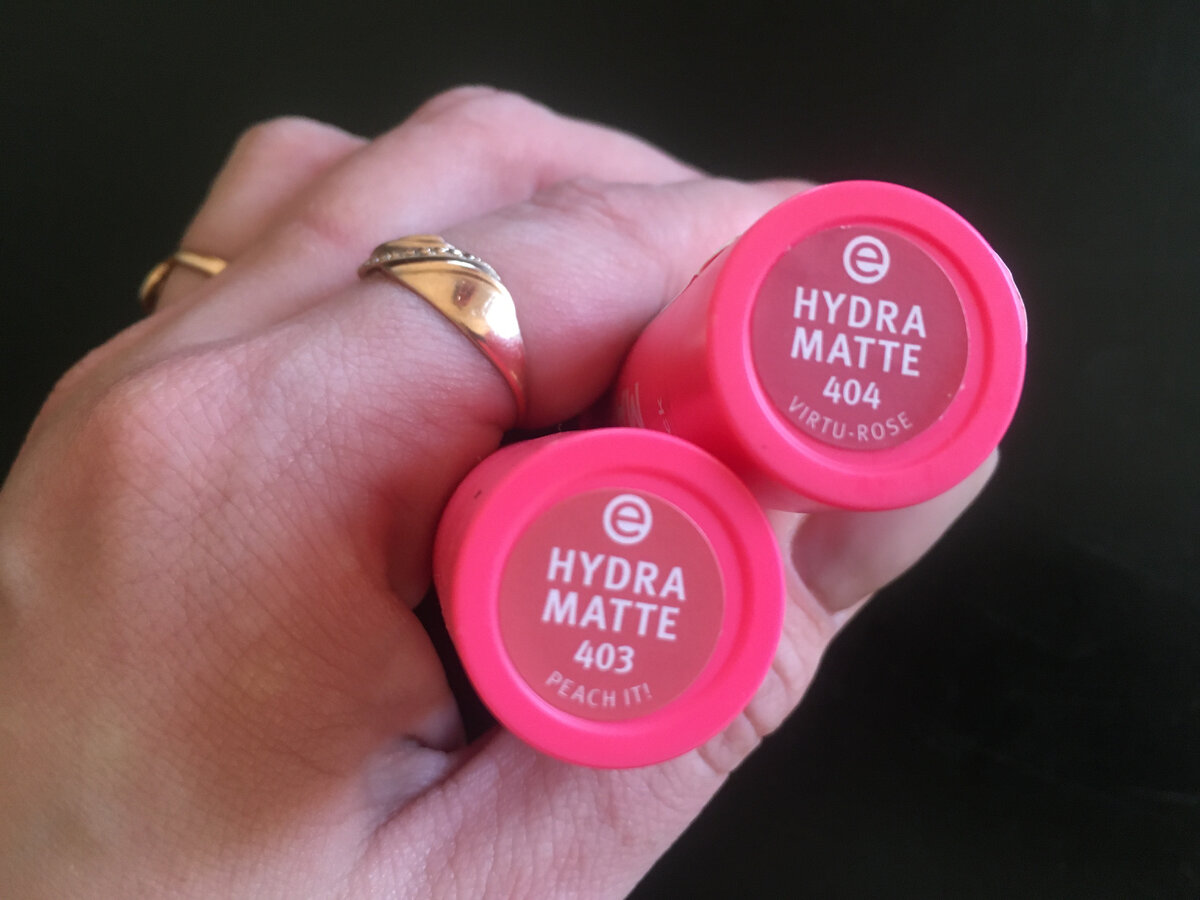 e
HYDRA
MATTE
404
VIRTU-ROSE
e
HYDRA
MATTE
403
PEACH IT!